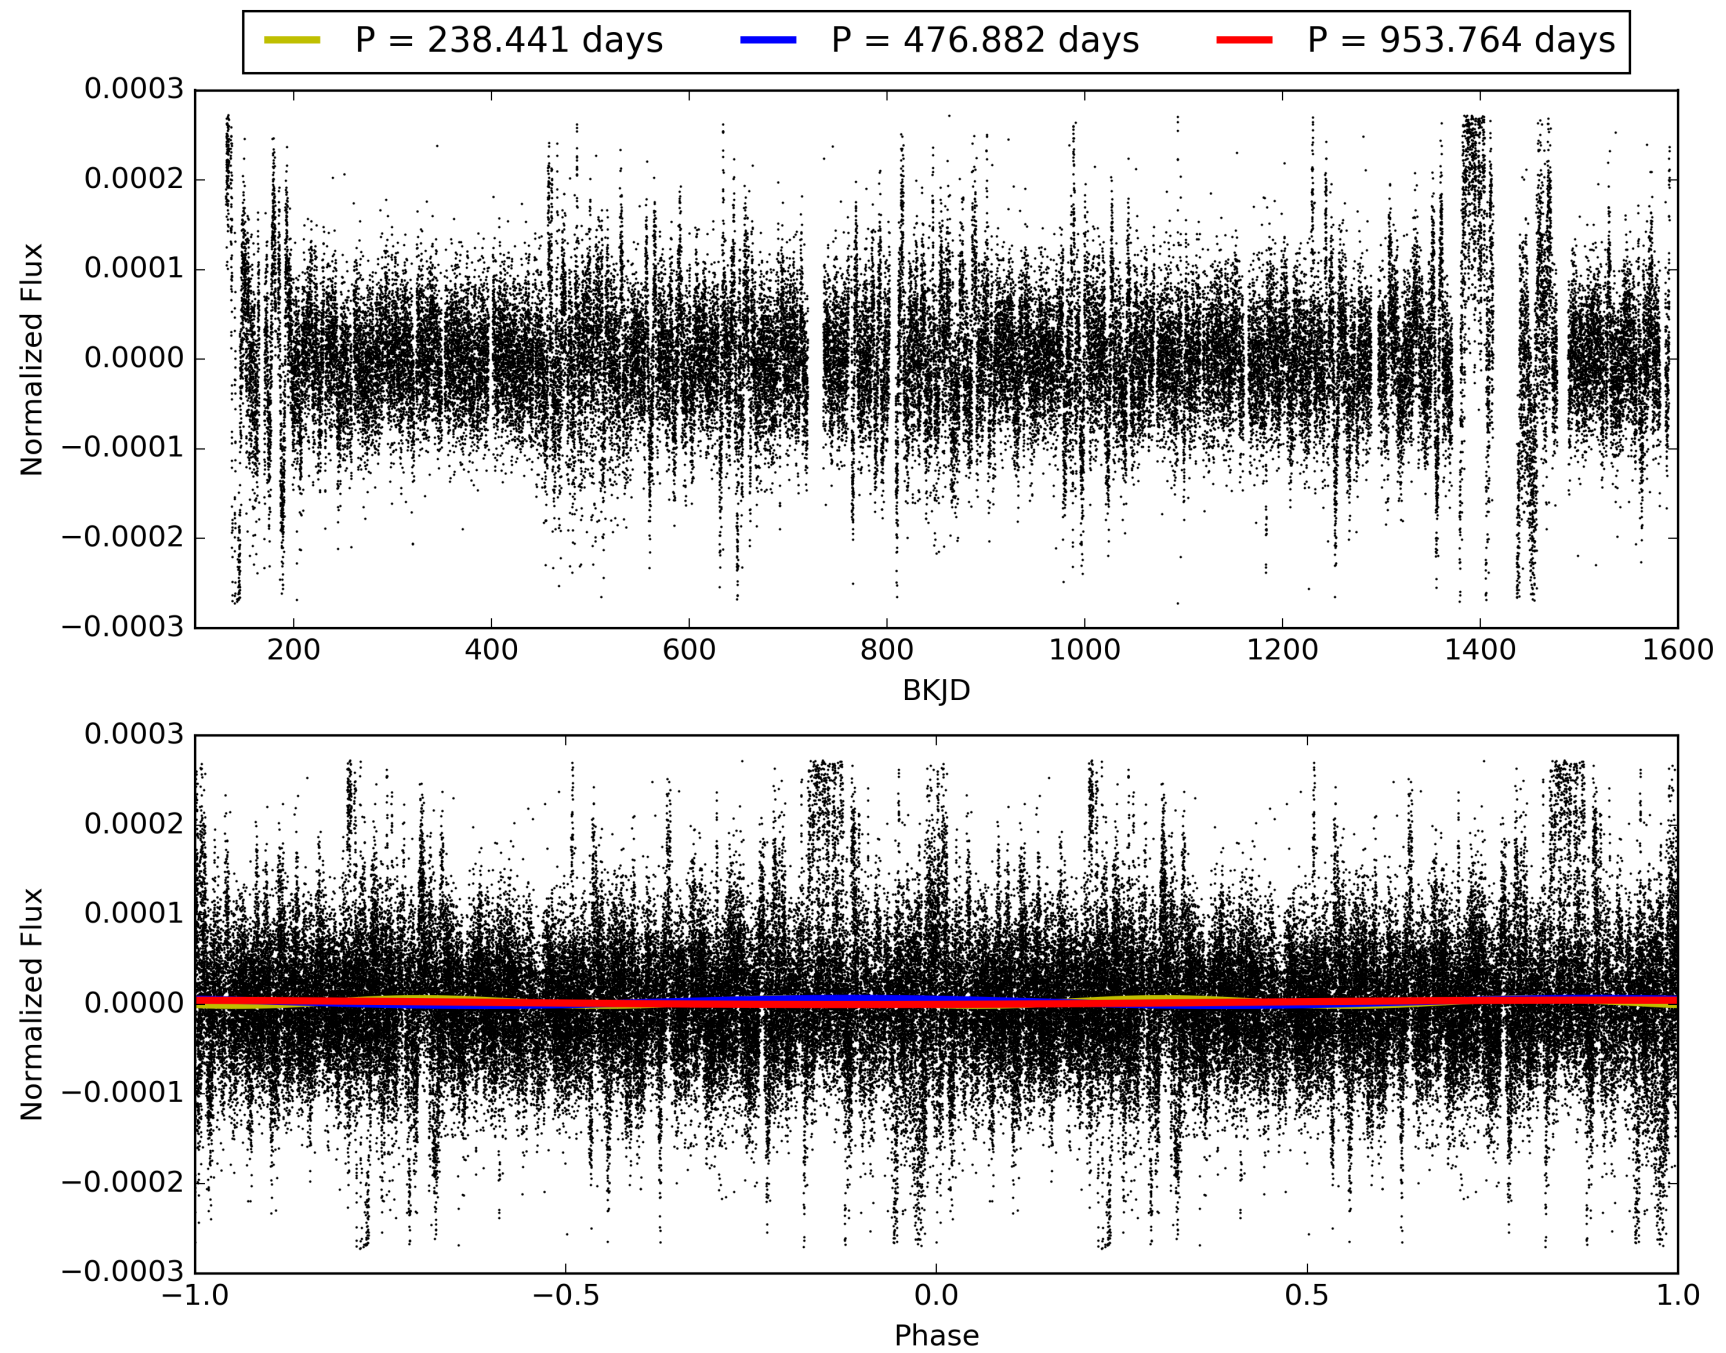 P = 238.441 days P = 476.882 days P = 953.764 days
0.0003
0.0002
0.0001
0.0000
−0.0001
−0.0002
−0.0003
Normalized Flux
200 400 600 800 1000 1200 1400 1600
BKJD
0.0003
0.0002
0.0001
0.0000
−0.0001
−0.0002
−0.0003
Normalized Flux
−1.0 −0.5 0.0 0.5 1.0
Phase